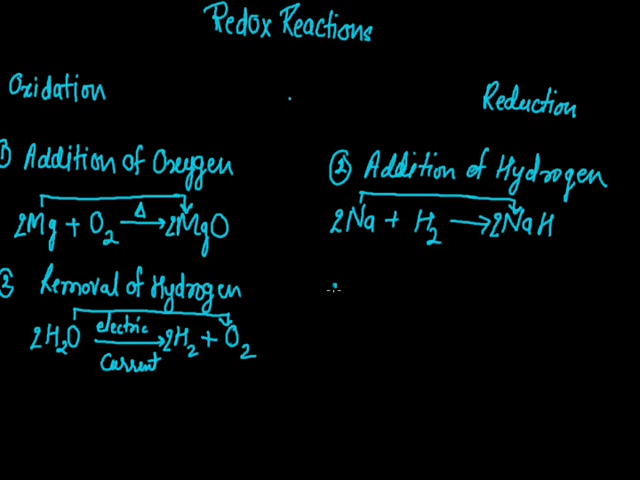 Redox Reactions
Oxidation
Reduction
① Addition of Oxygen
2Mg + O₂ —Δ→ 2MgO
② Removal of Hydrogen
2H₂O —electric current→ 2H₂ + O₂
① Addition of Hydrogen
2Na + H₂ → 2NaH